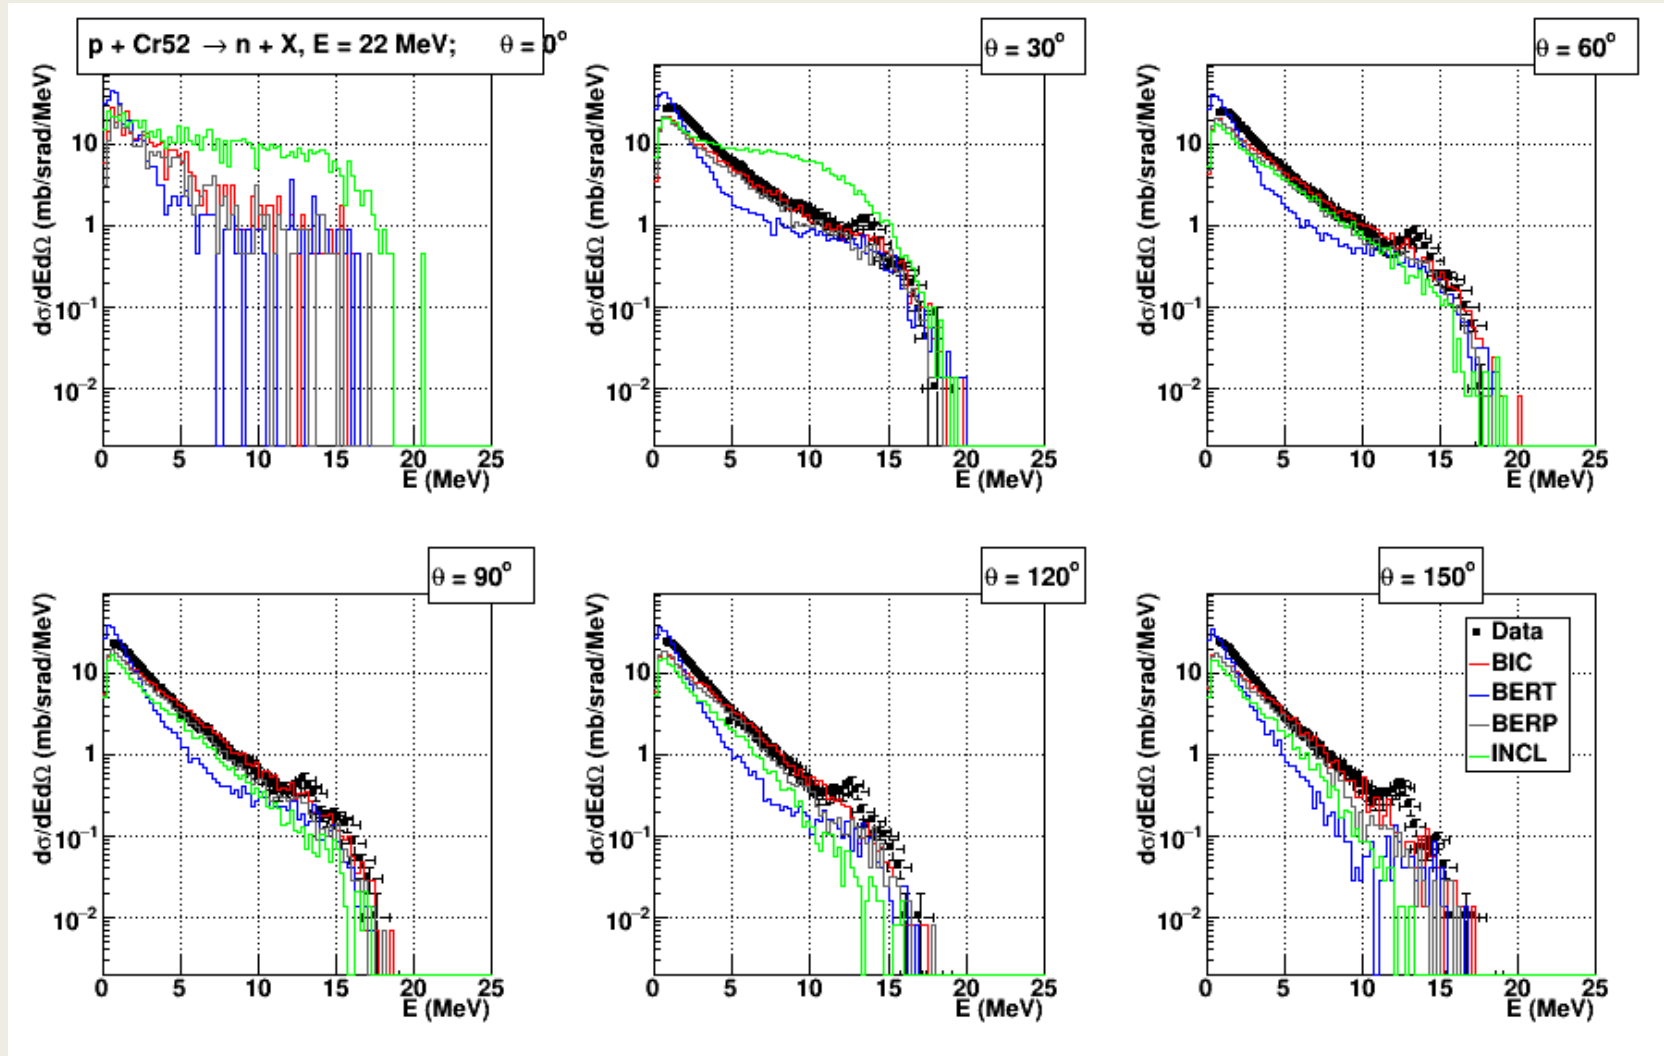 p + Cr52 → n + X, E = 22 MeV; θ = 0°
θ = 30°
θ = 60°
dσ/dEdΩ (mb/srad/MeV)
10
1
10⁻¹
10⁻²
0 5 10 15 20 25
E (MeV)
dσ/dEdΩ (mb/srad/MeV)
10
1
10⁻¹
10⁻²
0 5 10 15 20 25
E (MeV)
dσ/dEdΩ (mb/srad/MeV)
10
1
10⁻¹
10⁻²
0 5 10 15 20 25
E (MeV)
θ = 90°
θ = 120°
θ = 150°
dσ/dEdΩ (mb/srad/MeV)
10
1
10⁻¹
10⁻²
0 5 10 15 20 25
E (MeV)
dσ/dEdΩ (mb/srad/MeV)
10
1
10⁻¹
10⁻²
0 5 10 15 20 25
E (MeV)
dσ/dEdΩ (mb/srad/MeV)
10
1
10⁻¹
10⁻²
0 5 10 15 20 25
E (MeV)
Data
BIC
BERT
BERP
INCL